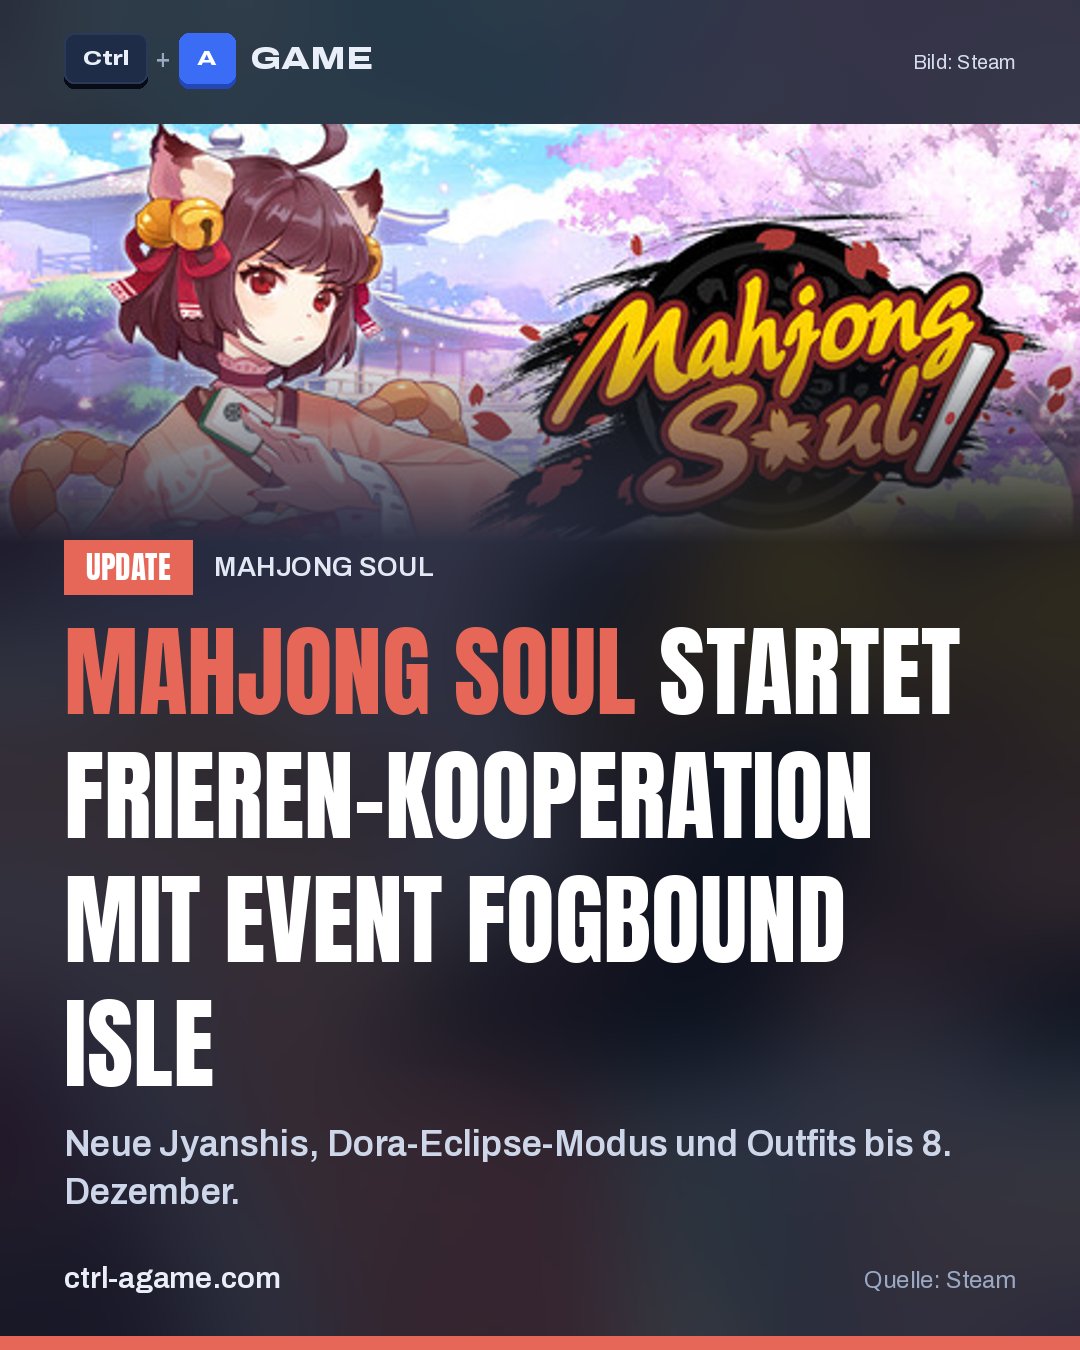 Ctrl + A GAME
Bild: Steam
Mahjong
Soul
UPDATE MAHJONG SOUL
MAHJONG SOUL STARTET
FRIEREN-KOOPERATION
MIT EVENT FOGBOUND
ISLE
Neue Jyanshis, Dora-Eclipse-Modus und Outfits bis 8.
Dezember.
ctrl-agame.com
Quelle: Steam